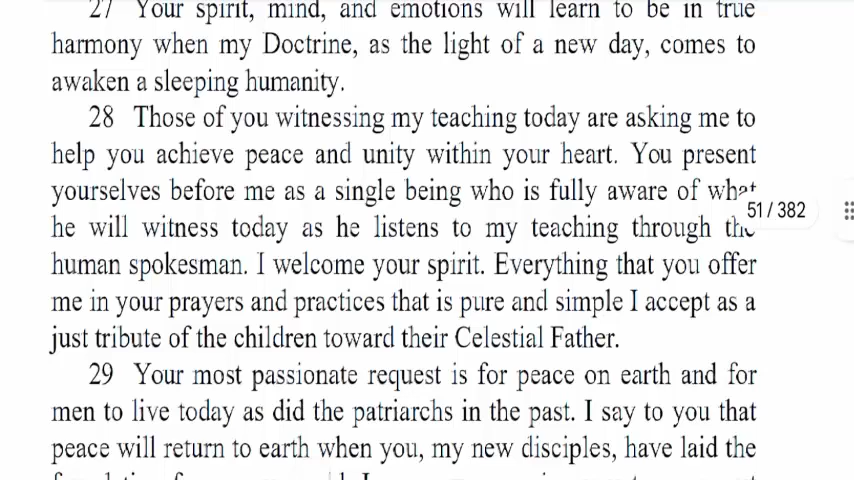 27 Your spirit, mind, and emotions will learn to be in true
harmony when my Doctrine, as the light of a new day, comes to
awaken a sleeping humanity.
28 Those of you witnessing my teaching today are asking me to
help you achieve peace and unity within your heart. You present
yourselves before me as a single being who is fully aware of what
51 / 382
he will witness today as he listens to my teaching through the
human spokesman. I welcome your spirit. Everything that you offer
me in your prayers and practices that is pure and simple I accept as a
just tribute of the children toward their Celestial Father.
29 Your most passionate request is for peace on earth and for
men to live today as did the patriarchs in the past. I say to you that
peace will return to earth when you, my new disciples, have laid the